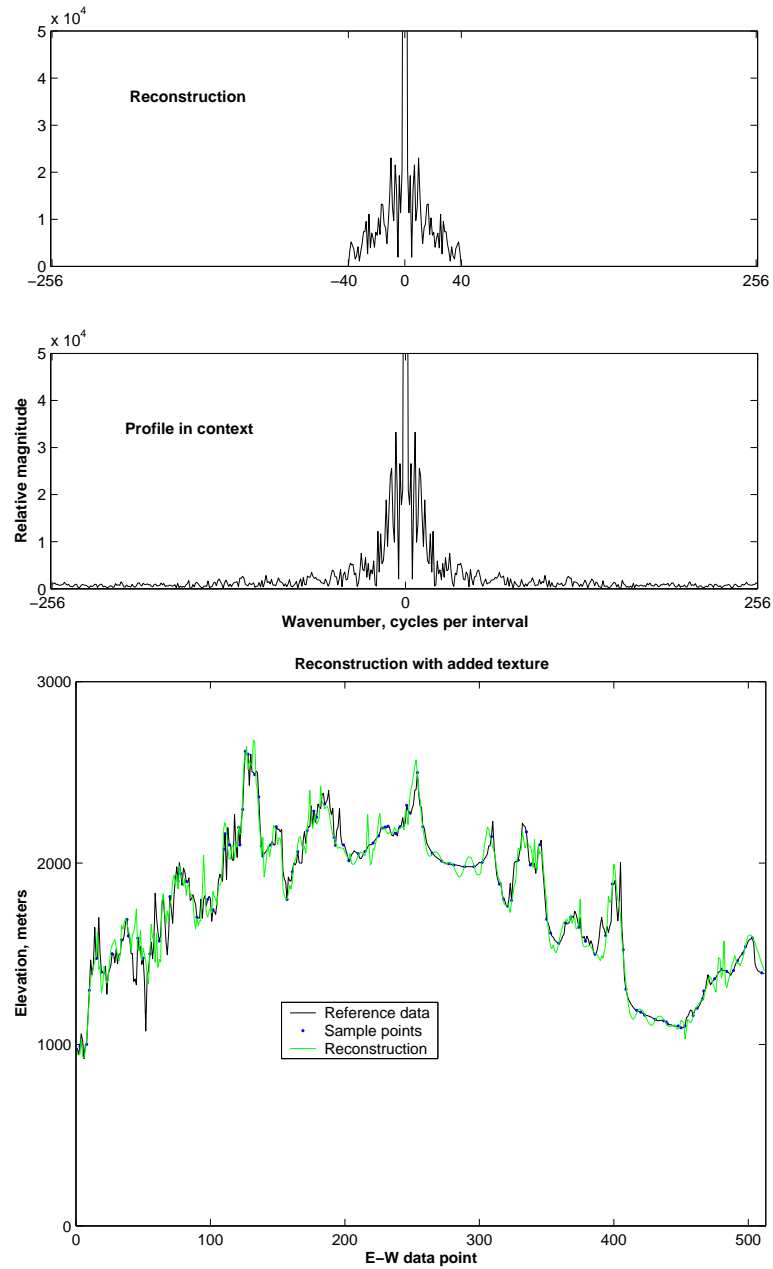 x 10^4
5
4
3
2
1
0
Reconstruction
−256
−40
0
40
256
x 10^4
5
4
3
2
1
0
Relative magnitude
Profile in context
−256
0
256
Wavenumber, cycles per interval
Reconstruction with added texture
3000
2000
1000
0
Elevation, meters
Reference data
Sample points
Reconstruction
0
100
200
300
400
500
E−W data point